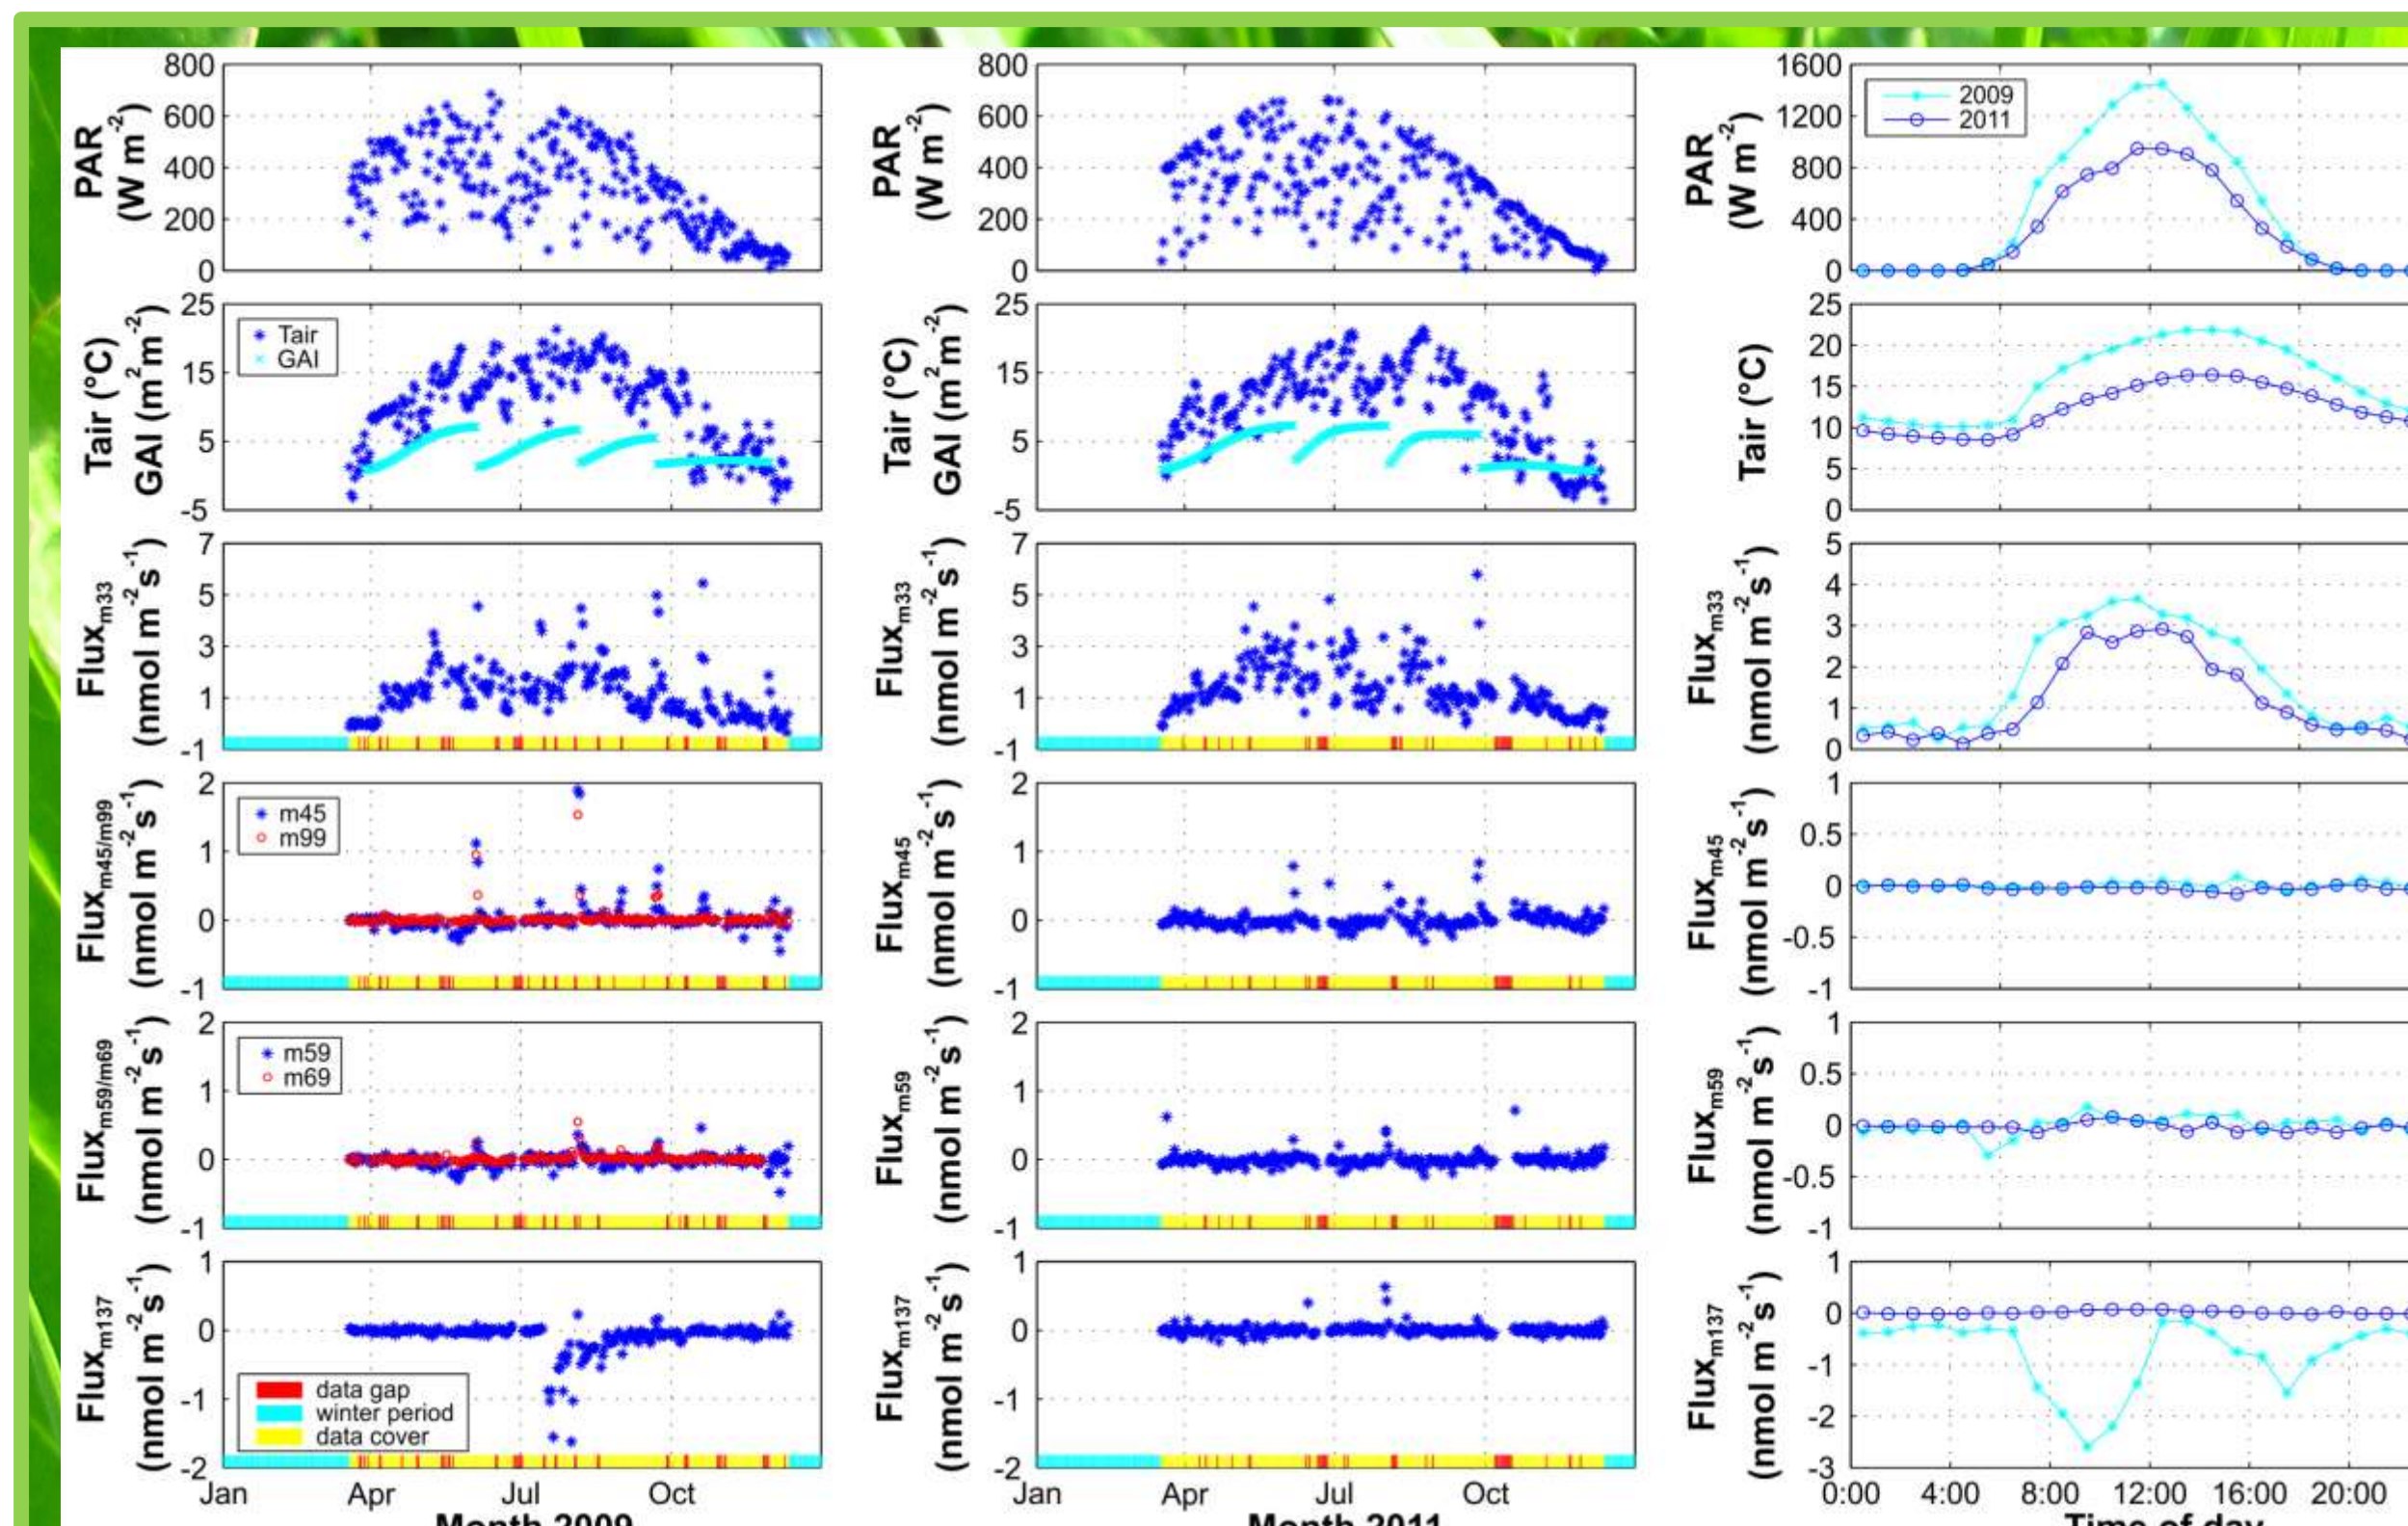 800
600
400
200
0
PAR
(W m-2)
800
600
400
200
0
PAR
(W m-2)
1600
1200
800
400
0
PAR
(W m-2)
2009
2011
25
15
5
-5
Tair (°C)
GAI (m2m-2)
Tair
GAI
25
15
5
-5
Tair (°C)
GAI (m2m-2)
25
20
15
10
5
0
Tair (°C)
7
5
3
1
-1
Fluxm33
(nmol m-2s-1)
7
5
3
1
-1
Fluxm33
(nmol m-2s-1)
5
4
3
2
1
0
Fluxm33
(nmol m-2s-1)
2
1
0
-1
Fluxm45/m99
(nmol m-2s-1)
m45
m99
2
1
0
-1
Fluxm45
(nmol m-2s-1)
1
0.5
0
-0.5
-1
Fluxm45
(nmol m-2s-1)
2
1
0
-1
Fluxm59/m69
(nmol m-2s-1)
m59
m69
2
1
0
-1
Fluxm59
(nmol m-2s-1)
1
0.5
0
-0.5
-1
Fluxm59
(nmol m-2s-1)
1
0
-1
-2
Fluxm137
(nmol m-2s-1)
data gap
winter period
data cover
1
0
-1
-2
Fluxm137
(nmol m-2s-1)
1
0
-1
-2
-3
Fluxm137
(nmol m-2s-1)
Jan Apr Jul Oct
Jan Apr Jul Oct
0:00 4:00 8:00 12:00 16:00 20:00
Month 2009
Month 2011
Time of day